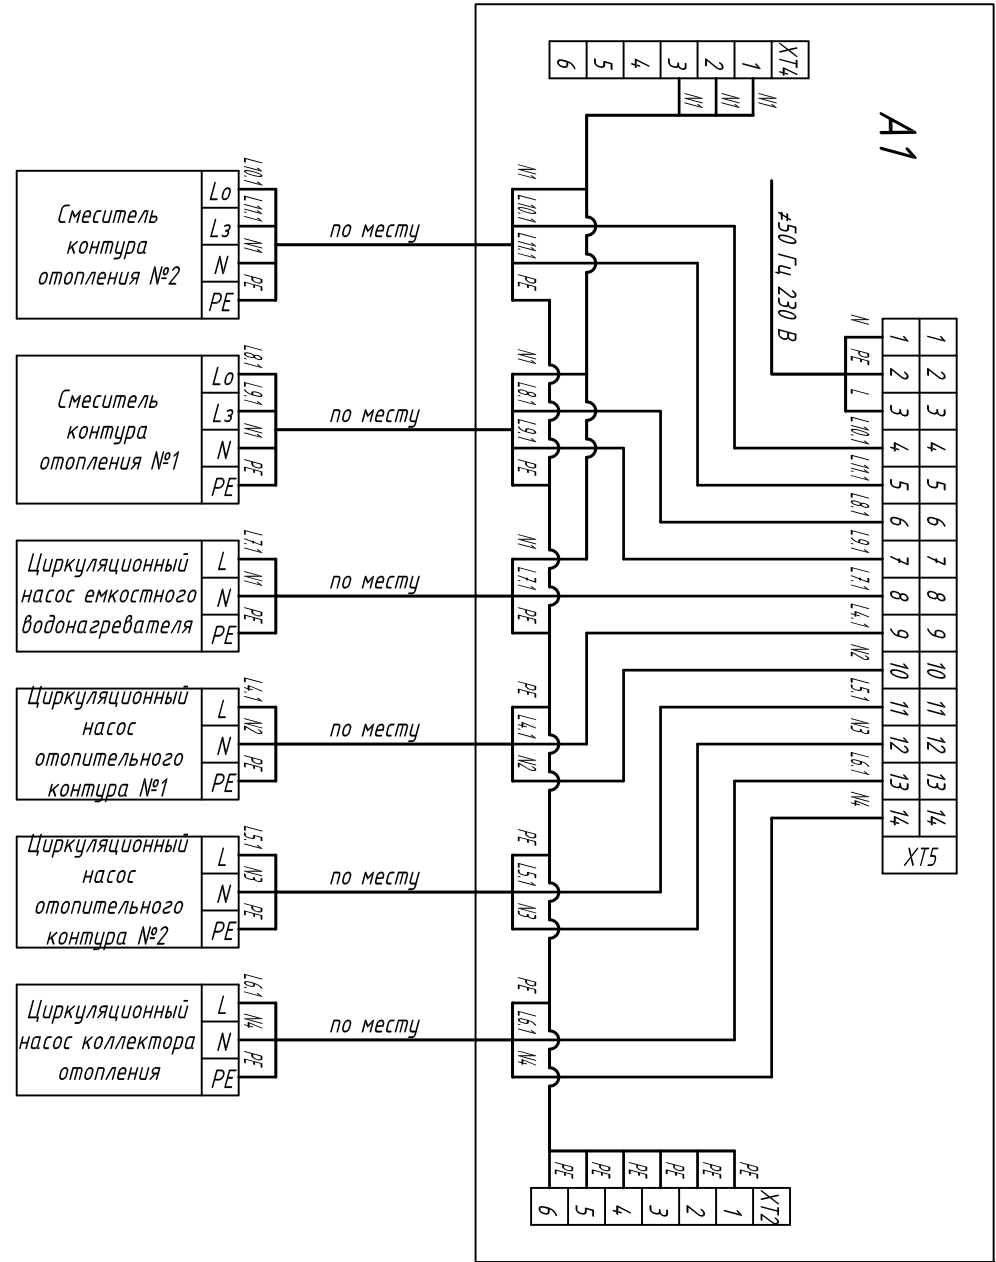 XT4
1
2
3
4
5
6
N1
N1
N1
A1
≠50 Гц 230 В
Смеситель
контура
отопления №2
Lo
Lз
N
PE
L10.1
L11.1
N1
PE
по месту
N1
L10.1
L11.1
PE
Смеситель
контура
отопления №1
Lo
Lз
N
PE
L8.1
L9.1
N1
PE
по месту
N1
L8.1
L9.1
PE
Циркуляционный
насос емкостного
водонагревателя
L
N
PE
L7.1
N1
PE
по месту
N1
L7.1
PE
Циркуляционный
насос
отопительного
контура №1
L
N
PE
L4.1
N2
PE
по месту
PE
L4.1
N2
Циркуляционный
насос
отопительного
контура №2
L
N
PE
L5.1
N3
PE
по месту
PE
L5.1
N3
Циркуляционный
насос коллектора
отопления
L
N
PE
L6.1
N4
PE
по месту
PE
L6.1
N4
N 1 1
PE 2 2
L 3 3
L10.1 4 4
L11.1 5 5
L8.1 6 6
L9.1 7 7
L7.1 8 8
L4.1 9 9
N2 10 10
L5.1 11 11
N3 12 12
L6.1 13 13
N4 14 14
XT5
PE
PE
PE
PE
PE
PE
XT2
1
2
3
4
5
6